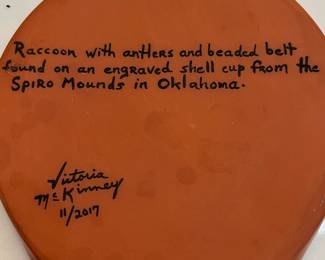 Raccoon with antlers and beaded belt
found on an engraved shell cup from the
Spiro Mounds in Oklahoma.
Victoria
McKinney
11/2017